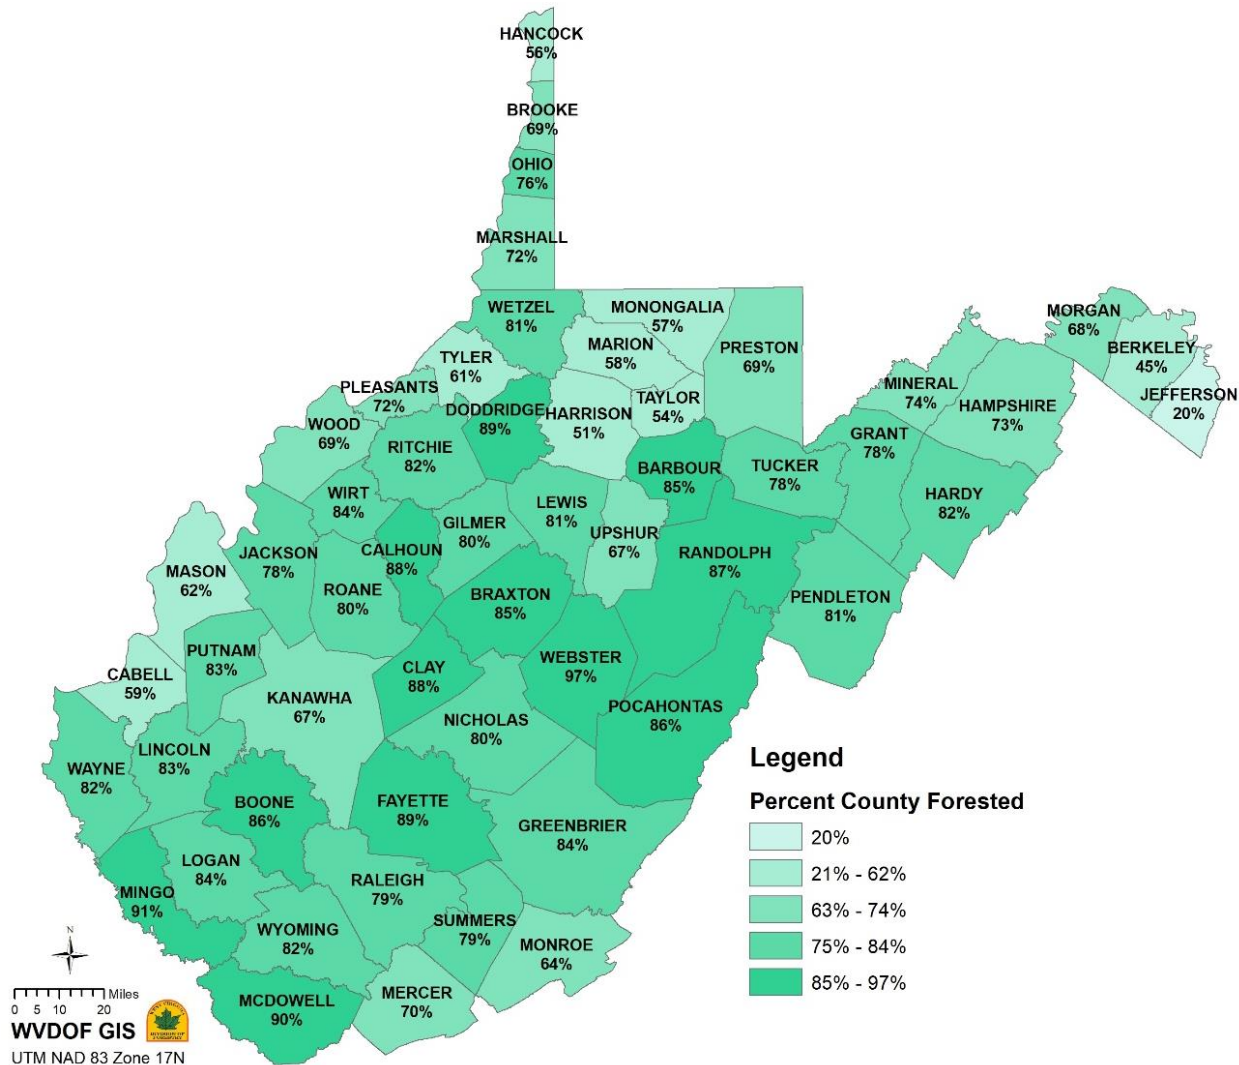 HANCOCK
56%
BROOKE
69%
OHIO
76%
MARSHALL
72%
WETZEL
81%
MONONGALIA
57%
MARION
58%
PRESTON
69%
TYLER
61%
PLEASANTS
72%
DODDRIDGE
89%
HARRISON
51%
TAYLOR
54%
MORGAN
68%
BERKELEY
45%
JEFFERSON
20%
MINERAL
74%
HAMPSHIRE
73%
WOOD
69%
RITCHIE
82%
BARBOUR
85%
TUCKER
78%
GRANT
78%
HARDY
82%
WIRT
84%
LEWIS
81%
GILMER
80%
UPSHUR
67%
CALHOUN
88%
JACKSON
78%
RANDOLPH
87%
MASON
62%
ROANE
80%
BRAXTON
85%
PENDLETON
81%
PUTNAM
83%
CLAY
88%
WEBSTER
97%
CABELL
59%
KANAWHA
67%
NICHOLAS
80%
POCAHONTAS
86%
LINCOLN
83%
WAYNE
82%
BOONE
86%
FAYETTE
89%
GREENBRIER
84%
LOGAN
84%
RALEIGH
79%
MINGO
91%
WYOMING
82%
SUMMERS
79%
MONROE
64%
MCDOWELL
90%
MERCER
70%
Legend
Percent County Forested
20%
21% - 62%
63% - 74%
75% - 84%
85% - 97%
N
Miles
0 5 10 20
WVDOF GIS
UTM NAD 83 Zone 17N